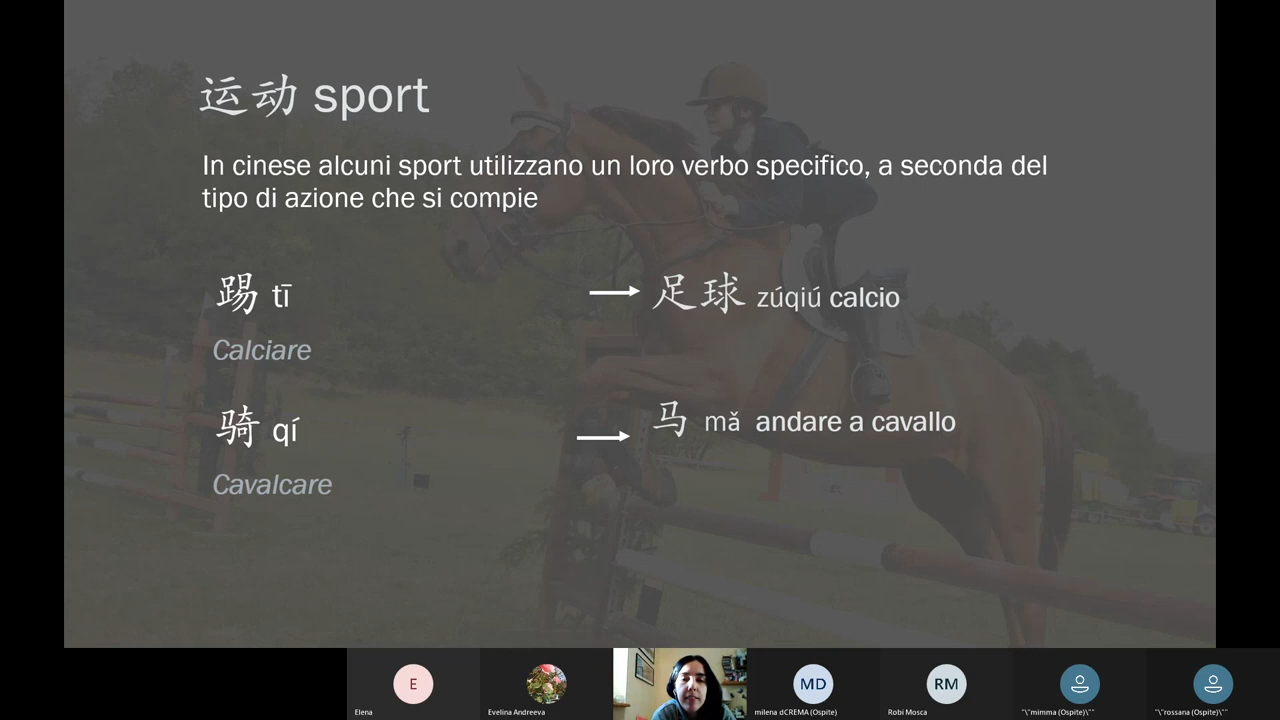 运动 sport
In cinese alcuni sport utilizzano un loro verbo specifico, a seconda del
tipo di azione che si compie
踢 tī
足球 zúqiú calcio
Calciare
骑 qí
马 mǎ andare a cavallo
Cavalcare
E
MD
RM
Elena
Evelina Andreeva
milena dCREMA (Ospite)
Robi Mosca
"\"mimma (Ospite)\""
"\"rossana (Ospite)\""